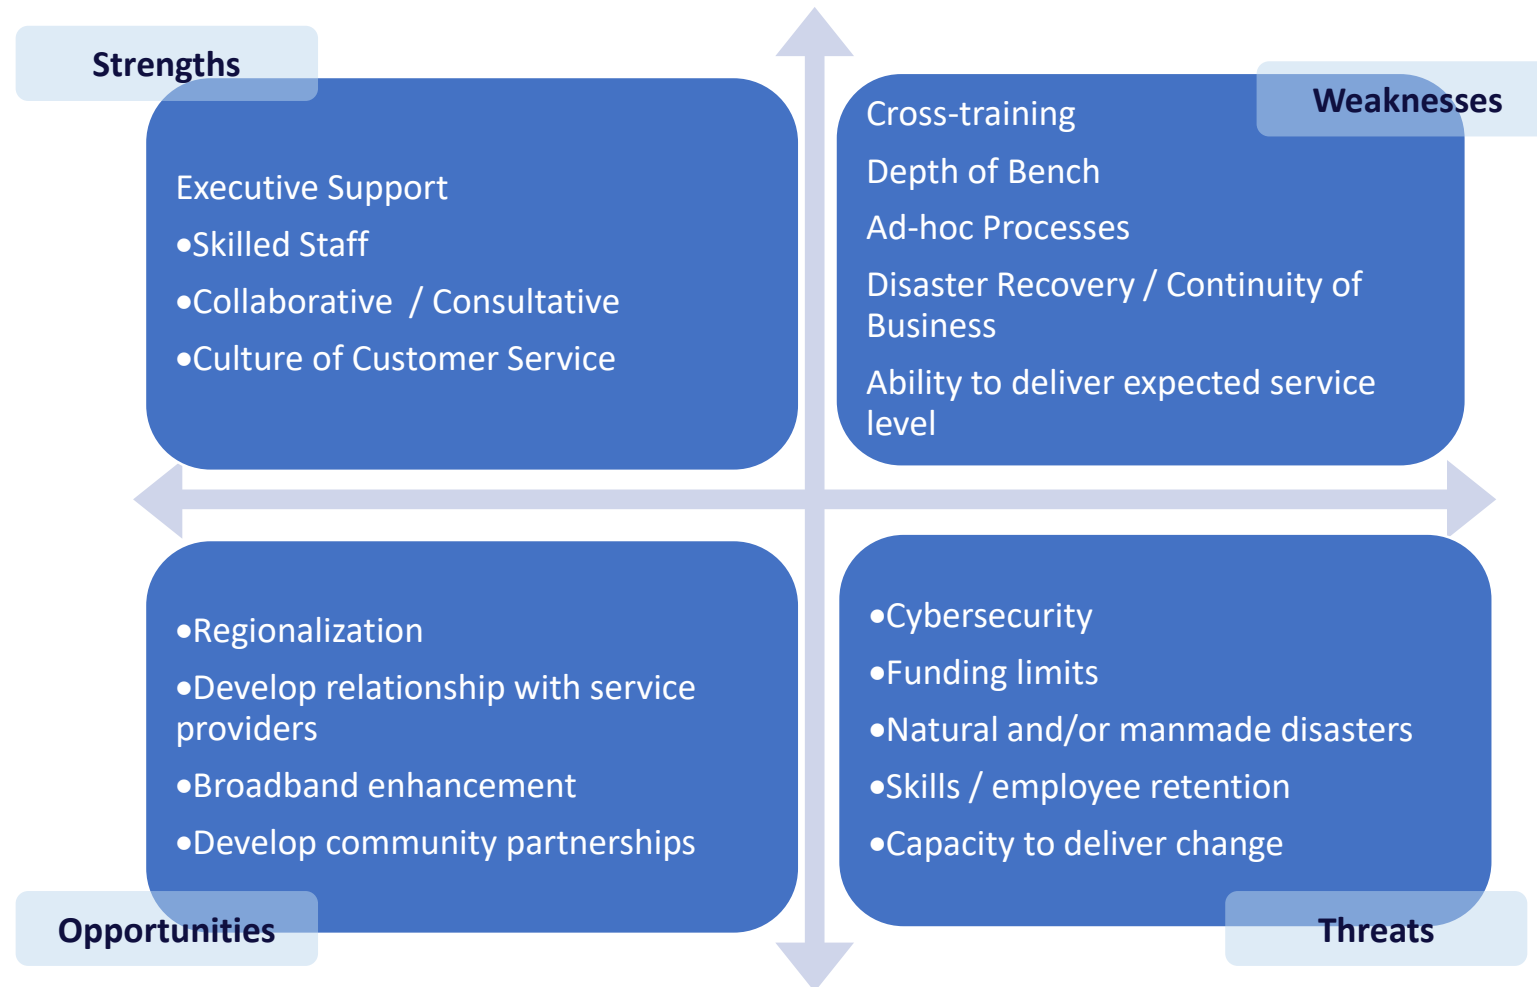 Strengths
Executive Support
•Skilled Staff
•Collaborative / Consultative
•Culture of Customer Service
Weaknesses
Cross-training
Depth of Bench
Ad-hoc Processes
Disaster Recovery / Continuity of
Business
Ability to deliver expected service
level
•Regionalization
•Develop relationship with service
providers
•Broadband enhancement
•Develop community partnerships
Opportunities
•Cybersecurity
•Funding limits
•Natural and/or manmade disasters
•Skills / employee retention
•Capacity to deliver change
Threats